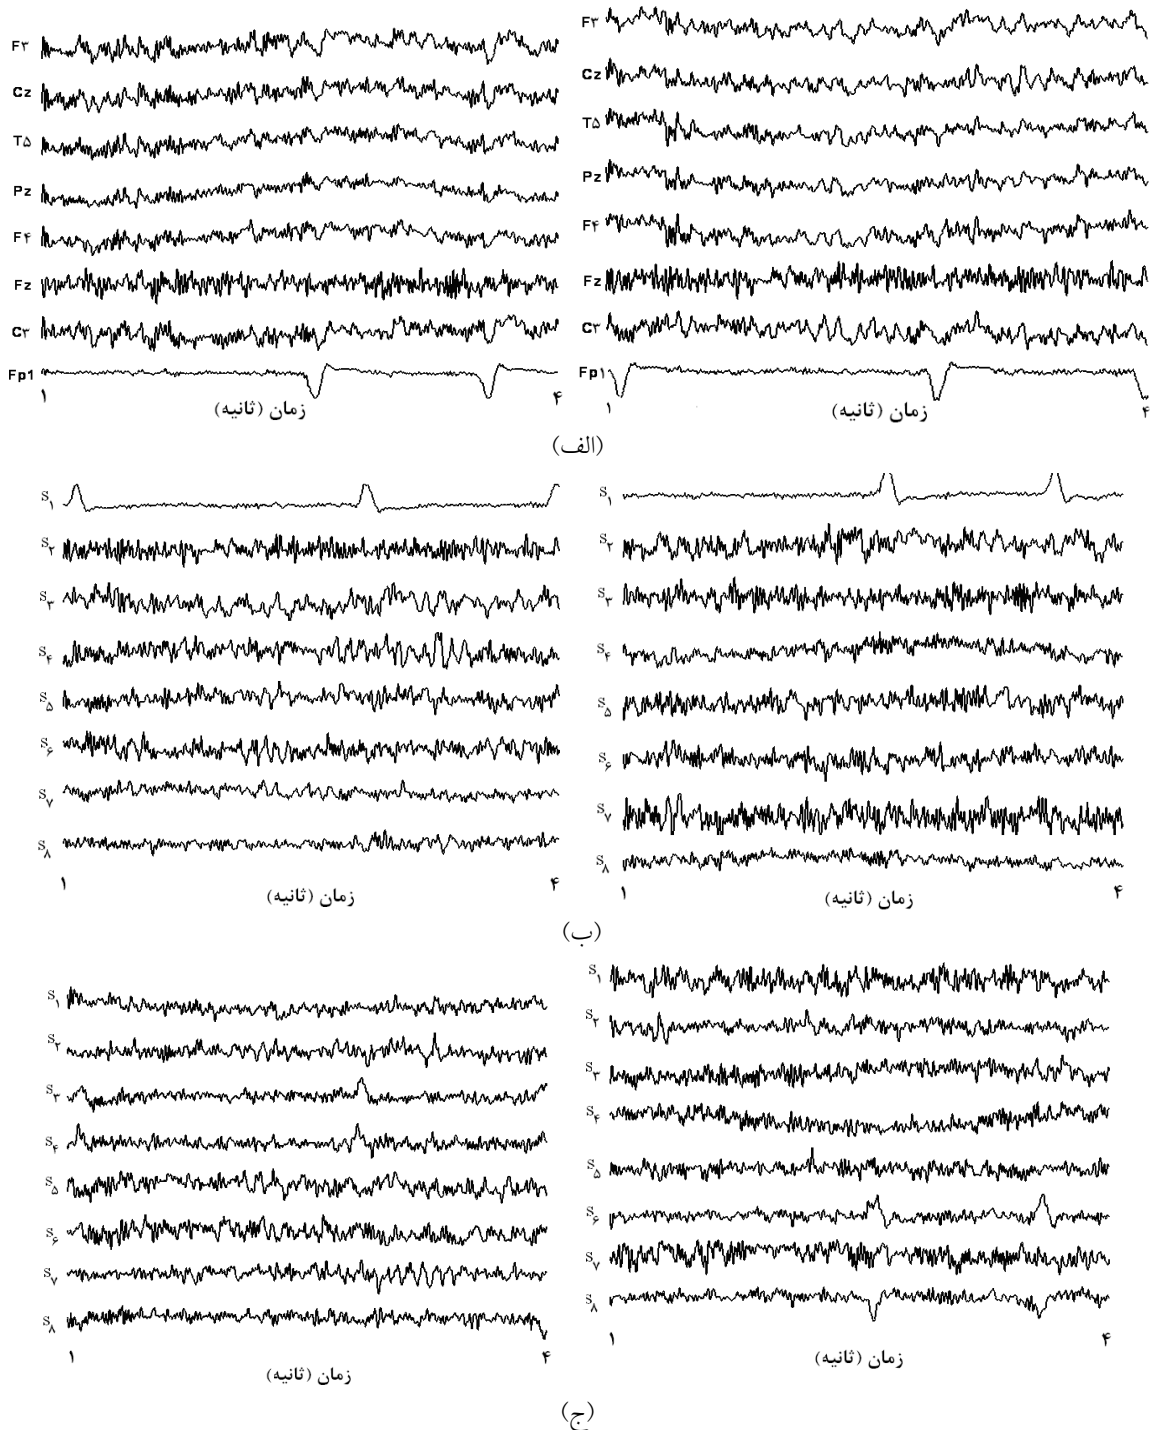 F۳
Cz
T۵
Pz
F۴
Fz
C۳
Fp1
۱ ۴
زمان (ثانیه)
F۳
Cz
T۵
Pz
F۴
Fz
C۳
Fp۱
۱ ۴
زمان (ثانیه)
(الف)
S۱
S۲
S۳
S۴
S۵
S۶
S۷
S۸
۱ ۴
زمان (ثانیه)
S۱
S۲
S۳
S۴
S۵
S۶
S۷
S۸
۱ ۴
زمان (ثانیه)
(ب)
S۱
S۲
S۳
S۴
S۵
S۶
S۷
S۸
۱ ۴
زمان (ثانیه)
S۱
S۲
S۳
S۴
S۵
S۶
S۷
S۸
۱ ۴
زمان (ثانیه)
(ج)